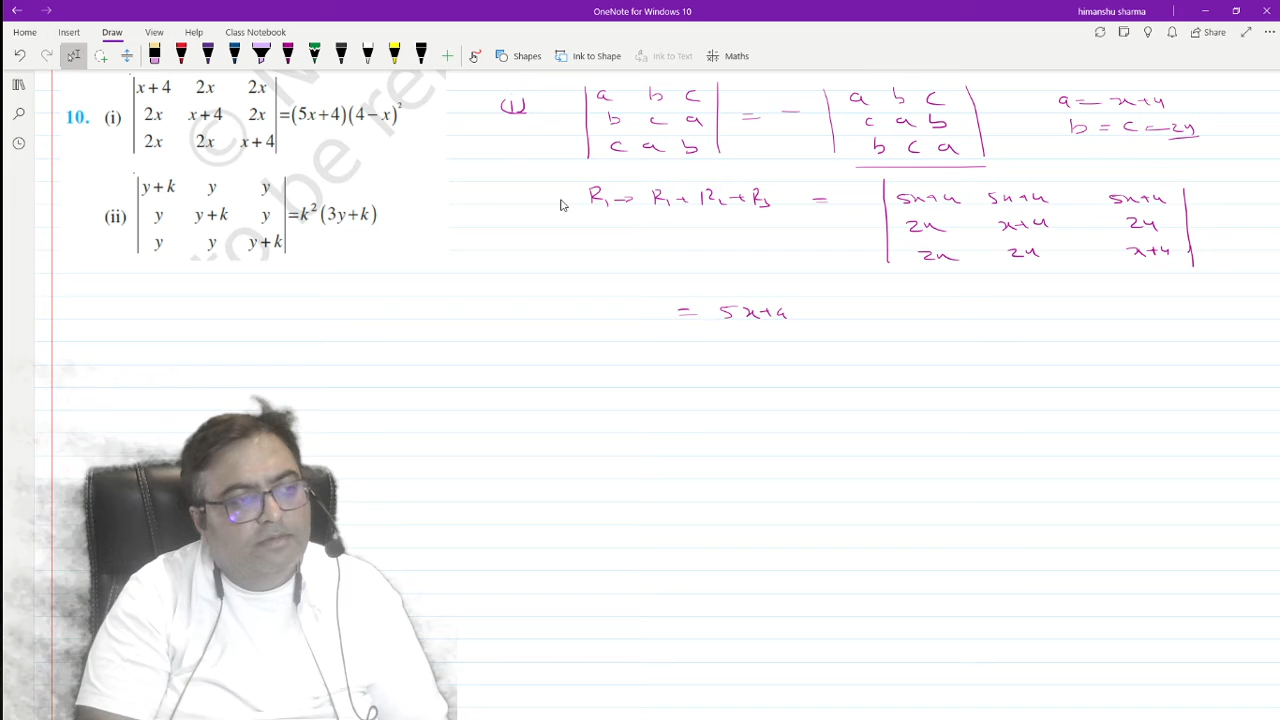 OneNote for Windows 10
himanshu sharma
Home Insert Draw View Help Class Notebook
Share
Shapes Ink to Shape Ink to Text Maths
10. (i) |x+4 2x 2x|
|2x x+4 2x| =(5x+4)(4−x)²
|2x 2x x+4|
(ii) |y+k y y|
|y y+k y| =k²(3y+k)
|y y y+k|
© 
be re
(1) |a b c|
|b c a|
|c a b|
= −
|a b c|
|c a b|
|b c a|
a = x+4
b = c = 2x
R₁ → R₁ + R₂ + R₃ =
|5x+4 5x+4 5x+4|
|2x x+4 2x|
|2x 2x x+4|
= 5x+4